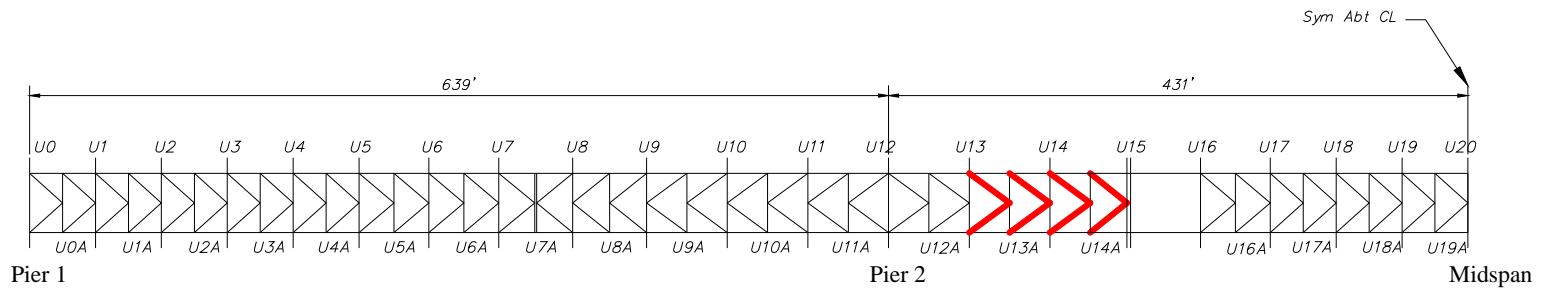 Sym Abt CL
639' 431'
U0 U1 U2 U3 U4 U5 U6 U7 U8 U9 U10 U11 U12 U13 U14 U15 U16 U17 U18 U19 U20
U0A U1A U2A U3A U4A U5A U6A U7A U8A U9A U10A U11A U12A U13A U14A U16A U17A U18A U19A
Pier 1 Pier 2 Midspan